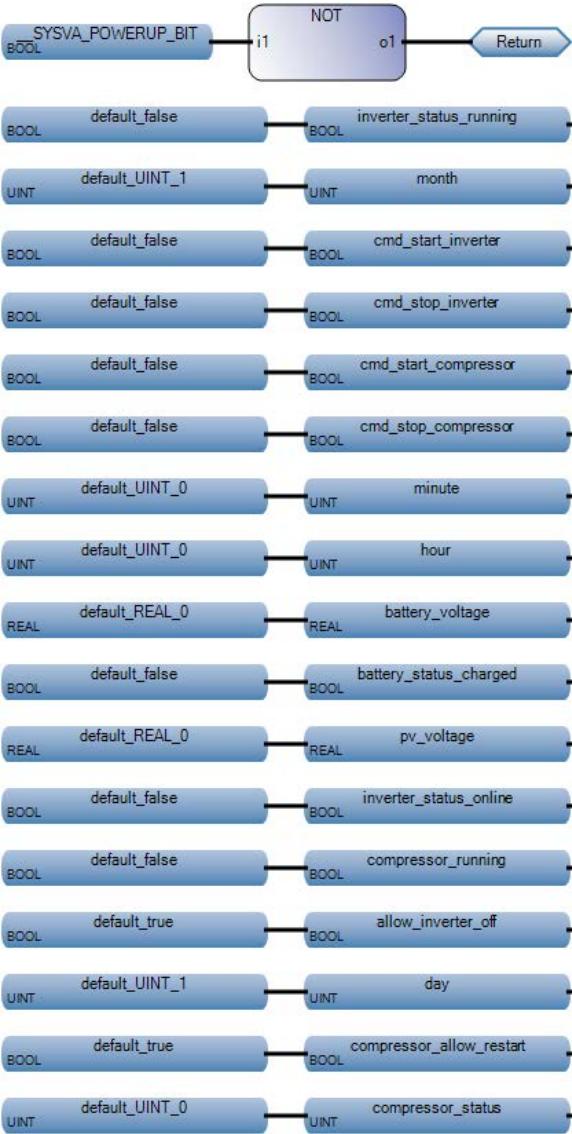 NOT
__SYSVA_POWERUP_BIT
BOOL
i1
o1
Return
default_false
inverter_status_running
BOOL
BOOL
default_UINT_1
month
UINT
UINT
default_false
cmd_start_inverter
BOOL
BOOL
default_false
cmd_stop_inverter
BOOL
BOOL
default_false
cmd_start_compressor
BOOL
BOOL
default_false
cmd_stop_compressor
BOOL
BOOL
default_UINT_0
minute
UINT
UINT
default_UINT_0
hour
UINT
UINT
default_REAL_0
battery_voltage
REAL
REAL
default_false
battery_status_charged
BOOL
BOOL
default_REAL_0
pv_voltage
REAL
REAL
default_false
inverter_status_online
BOOL
BOOL
default_false
compressor_running
BOOL
BOOL
default_true
allow_inverter_off
BOOL
BOOL
default_UINT_1
day
UINT
UINT
default_true
compressor_allow_restart
BOOL
BOOL
default_UINT_0
compressor_status
UINT
UINT